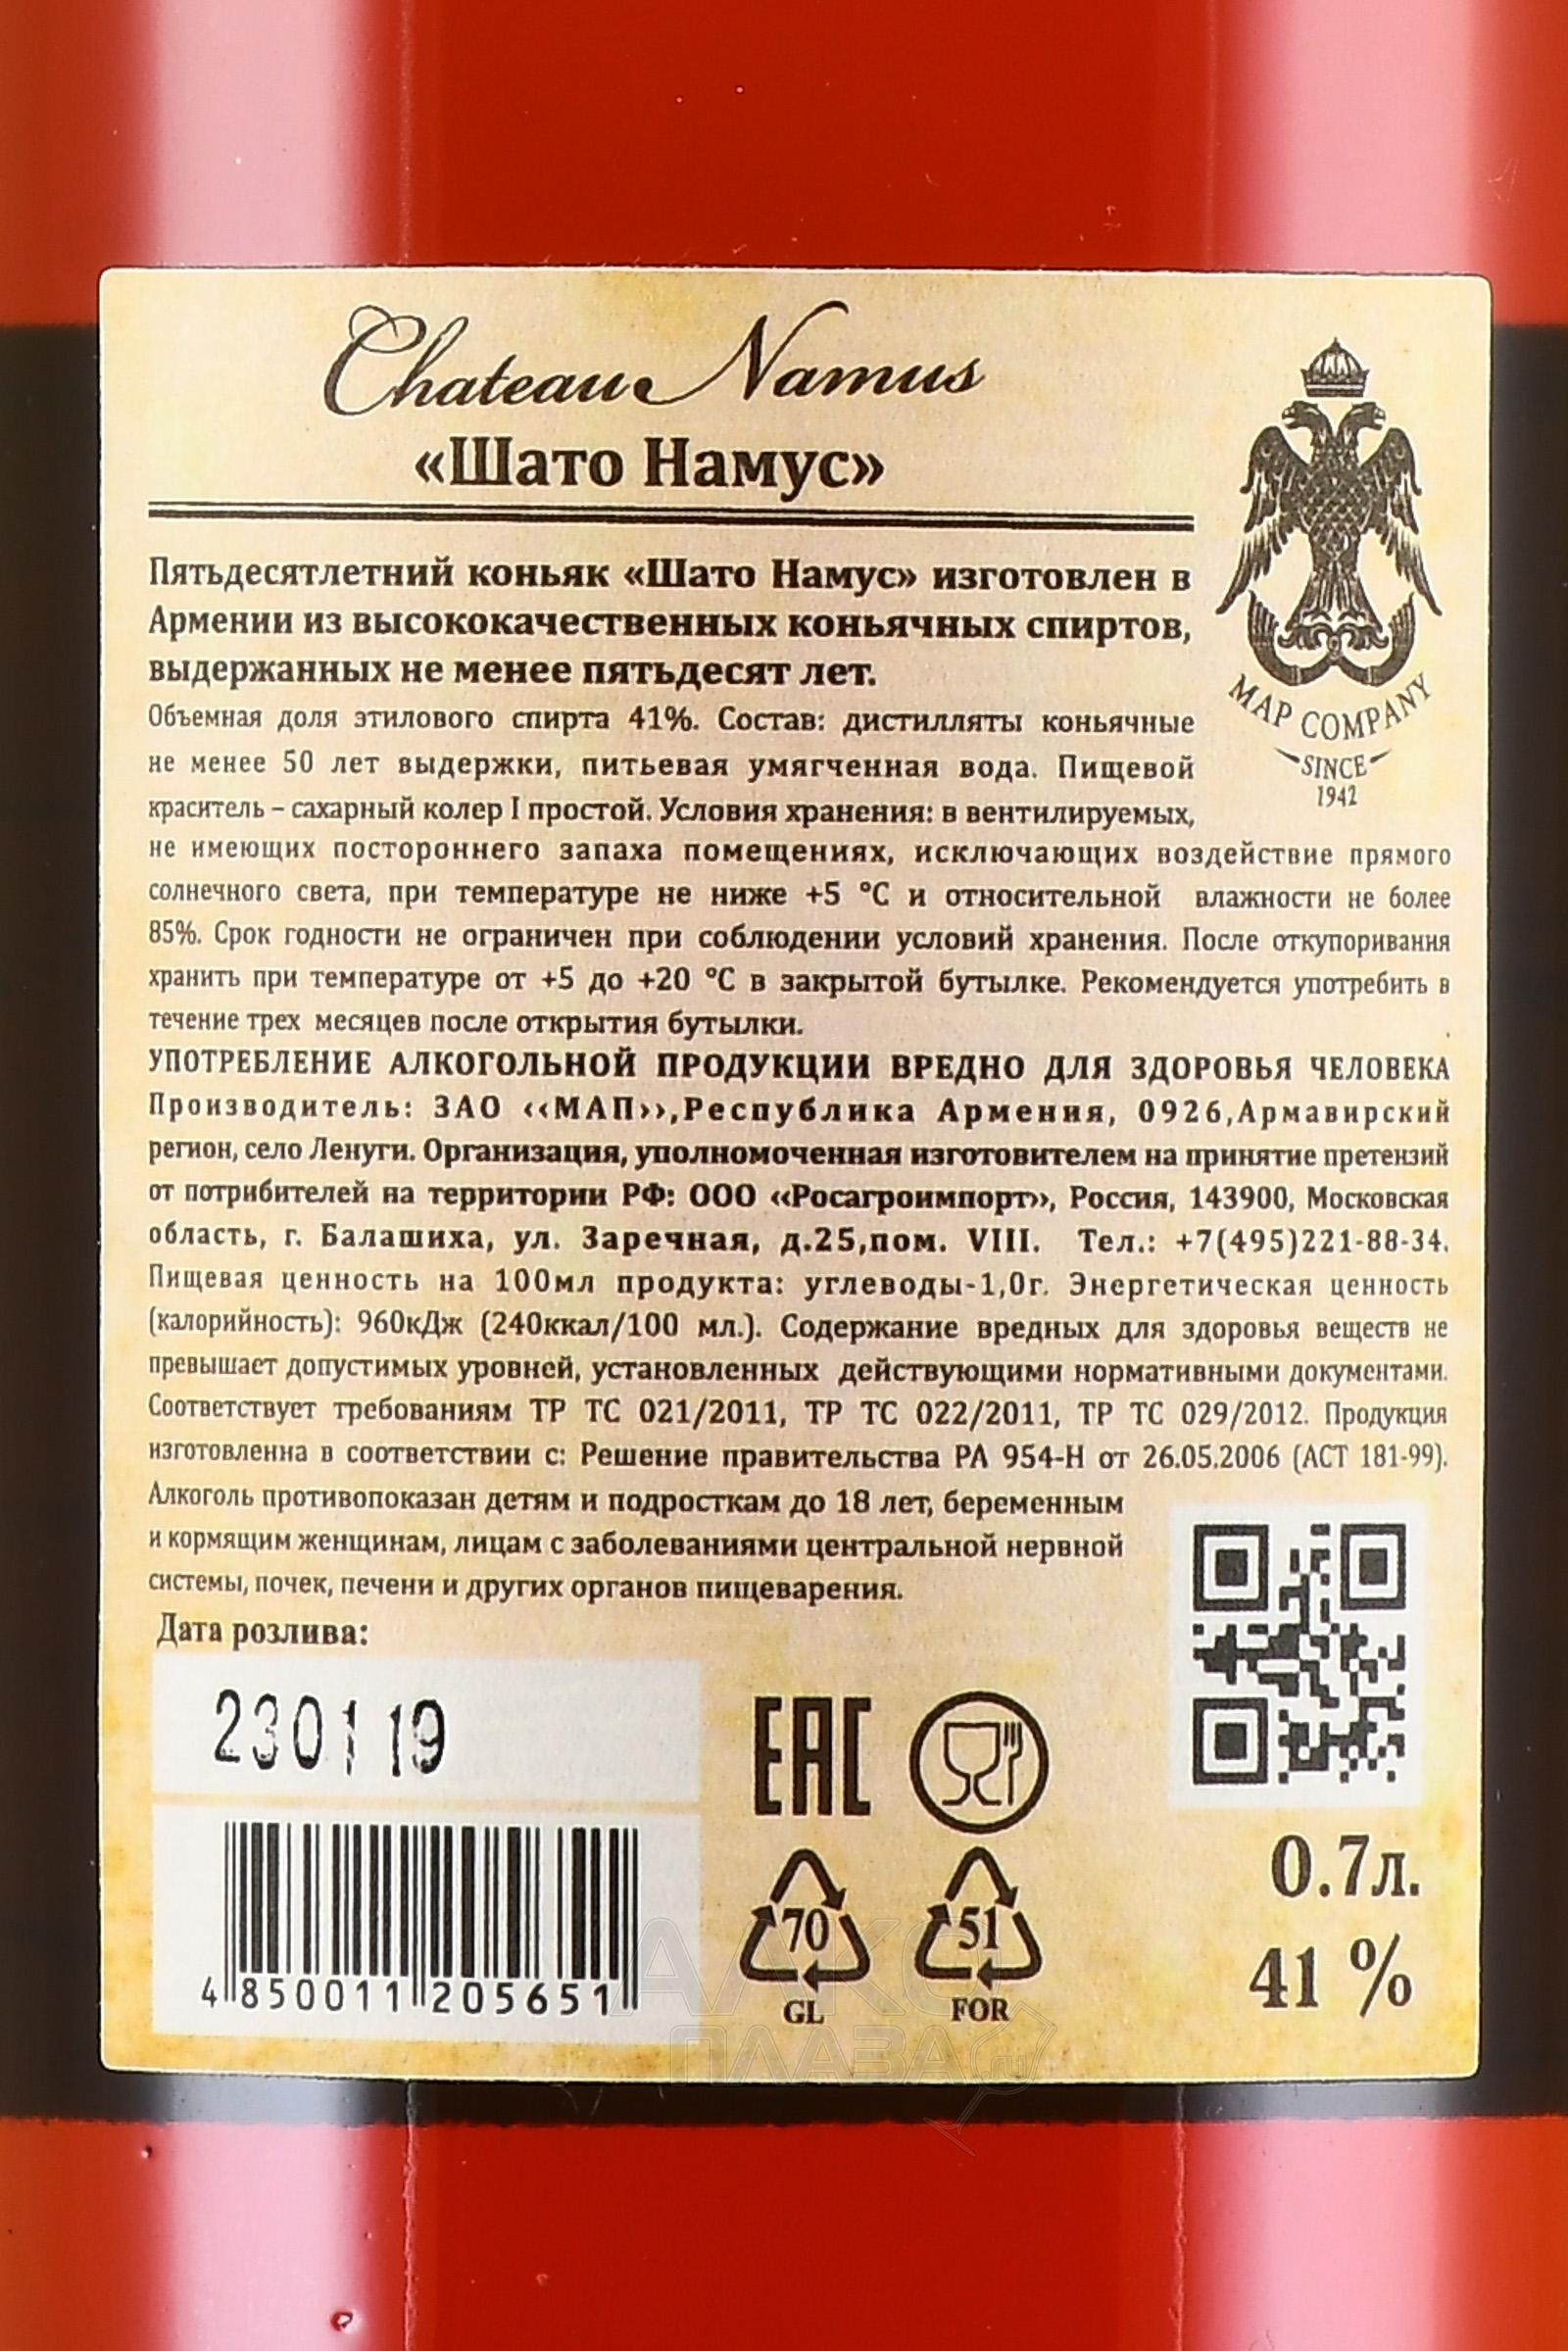 Chateau Namus
«Шато Намус»
Пятьдесятлетний коньяк «Шато Намус» изготовлен в
Армении из высококачественных коньячных спиртов,
выдержанных не менее пятьдесят лет.
Объемная доля этилового спирта 41%. Состав: дистилляты коньячные
не менее 50 лет выдержки, питьевая умягченная вода. Пищевой
краситель – сахарный колер I простой. Условия хранения: в вентилируемых,
не имеющих постороннего запаха помещениях, исключающих воздействие прямого
солнечного света, при температуре не ниже +5 °С и относительной влажности не более
85%. Срок годности не ограничен при соблюдении условий хранения. После откупоривания
хранить при температуре от +5 до +20 °С в закрытой бутылке. Рекомендуется употребить в
течение трех месяцев после открытия бутылки.
УПОТРЕБЛЕНИЕ АЛКОГОЛЬНОЙ ПРОДУКЦИИ ВРЕДНО ДЛЯ ЗДОРОВЬЯ ЧЕЛОВЕКА
Производитель: ЗАО ‹‹МАП››,Республика Армения, 0926,Армавирский
регион, село Ленуги. Организация, уполномоченная изготовителем на принятие претензий
от потрибителей на территории РФ: ООО «Росагроимпорт», Россия, 143900, Московская
область, г. Балашиха, ул. Заречная, д.25,пом. VIII. Тел.: +7(495)221-88-34.
Пищевая ценность на 100мл продукта: углеводы-1,0г. Энергетическая ценность
(калорийность): 960кДж (240ккал/100 мл.). Содержание вредных для здоровья веществ не
превышает допустимых уровней, установленных действующими нормативными документами.
Соответствует требованиям ТР ТС 021/2011, ТР ТС 022/2011, ТР ТС 029/2012. Продукция
изготовленна в соответствии с: Решение правительства РА 954-Н от 26.05.2006 (АСТ 181-99).
Алкоголь противопоказан детям и подросткам до 18 лет, беременным
и кормящим женщинам, лицам с заболеваниями центральной нервной
системы, почек, печени и других органов пищеварения.
Дата розлива:
230119
4 850011 205651
MAP COMPANY
SINCE
1942
EAC
70
GL
51
FOR
0.7л.
41 %
АЛКО
ПЛАЗА
.ru